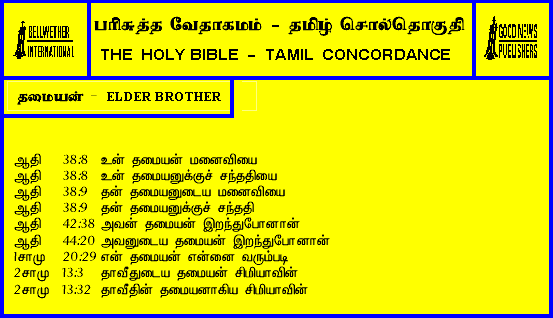 BELLWETHER
INTERNATIONAL
பரிசுத்த வேதாகமம் - தமிழ் சொல்தொகுதி
THE HOLY BIBLE - TAMIL CONCORDANCE
GOOD NEWS
PUBLISHERS
தமையன் - ELDER BROTHER
ஆதி 38:8 உன் தமையன் மனைவியை
ஆதி 38:8 உன் தமையனுக்குச் சந்ததியை
ஆதி 38:9 தன் தமையனுடைய மனைவியை
ஆதி 38:9 தன் தமையனுக்குச் சந்ததி
ஆதி 42:38 அவன் தமையன் இறந்துபோனான்
ஆதி 44:20 அவனுடைய தமையன் இறந்துபோனான்
1சாமு 20:29 என் தமையன் என்னை வரும்படி
2சாமு 13:3 தாவீதுடைய தமையன் சிமியாவின்
2சாமு 13:32 தாவீதின் தமையனாகிய சிமியாவின்